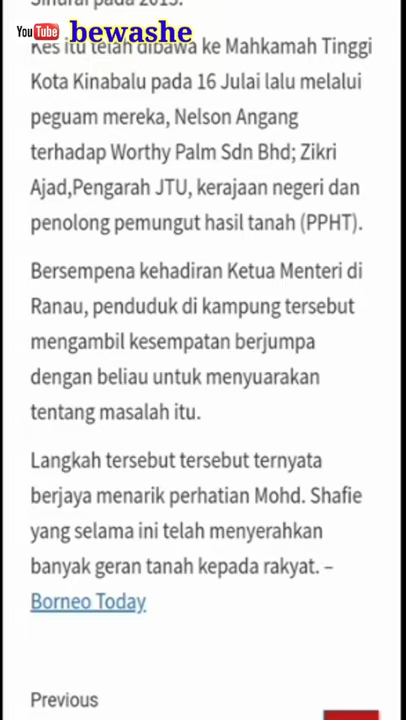 Sinurai pada 2015.
YouTube bewashe
Kes itu telah dibawa ke Mahkamah Tinggi
Kota Kinabalu pada 16 Julai lalu melalui
peguam mereka, Nelson Angang
terhadap Worthy Palm Sdn Bhd; Zikri
Ajad,Pengarah JTU, kerajaan negeri dan
penolong pemungut hasil tanah (PPHT).
Bersempena kehadiran Ketua Menteri di
Ranau, penduduk di kampung tersebut
mengambil kesempatan berjumpa
dengan beliau untuk menyuarakan
tentang masalah itu.
Langkah tersebut tersebut ternyata
berjaya menarik perhatian Mohd. Shafie
yang selama ini telah menyerahkan
banyak geran tanah kepada rakyat. –
Borneo Today
Previous